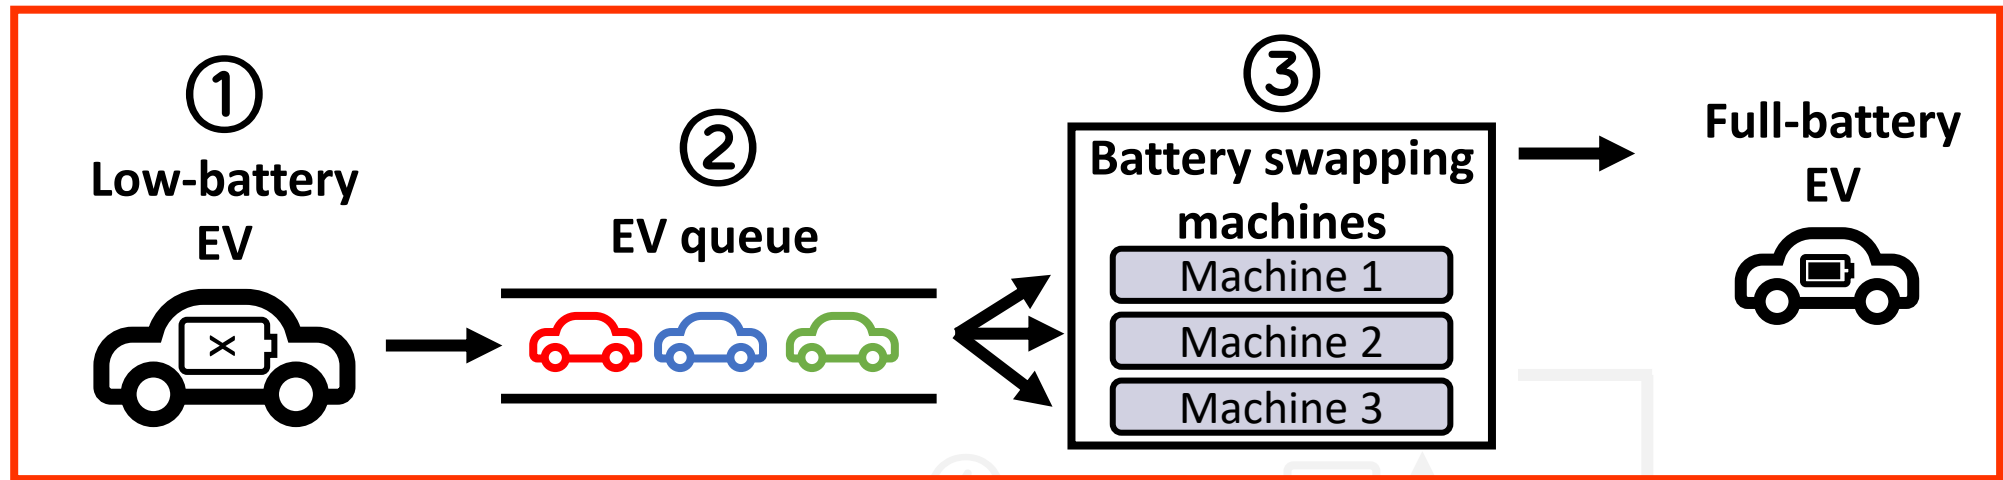 ①
Low-battery
EV
②
EV queue
③
Battery swapping
machines
Machine 1
Machine 2
Machine 3
Full-battery
EV